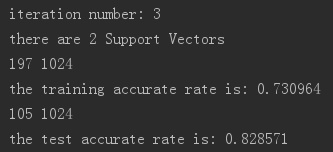 iteration number: 3
there are 2 Support Vectors
197 1024
the training accurate rate is: 0.730964
105 1024
the test accurate rate is: 0.828571